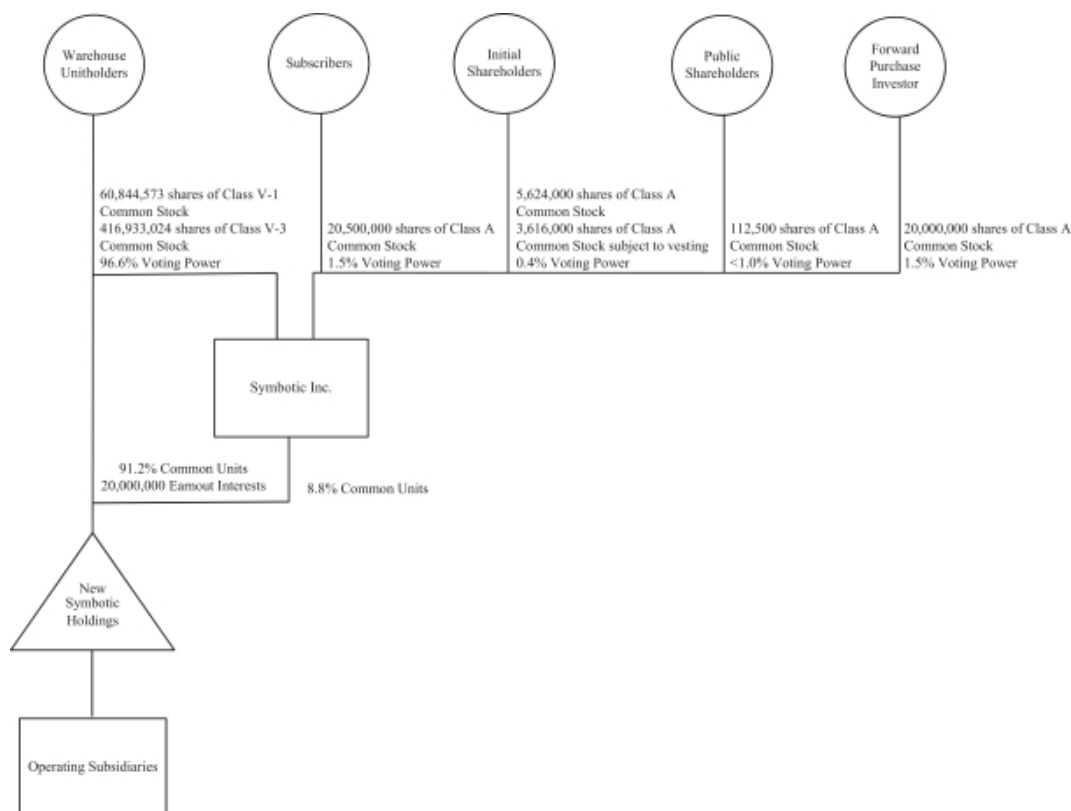 Warehouse
Unitholders
Subscribers
Initial
Shareholders
Public
Shareholders
Forward
Purchase
Investor
60,844,573 shares of Class V-1
Common Stock
416,933,024 shares of Class V-3
Common Stock
96.6% Voting Power
20,500,000 shares of Class A
Common Stock
1.5% Voting Power
5,624,000 shares of Class A
Common Stock
3,616,000 shares of Class A
Common Stock subject to vesting
0.4% Voting Power
112,500 shares of Class A
Common Stock
<1.0% Voting Power
20,000,000 shares of Class A
Common Stock
1.5% Voting Power
Symbotic Inc.
91.2% Common Units
20,000,000 Earnout Interests
8.8% Common Units
New
Symbotic
Holdings
Operating Subsidiaries